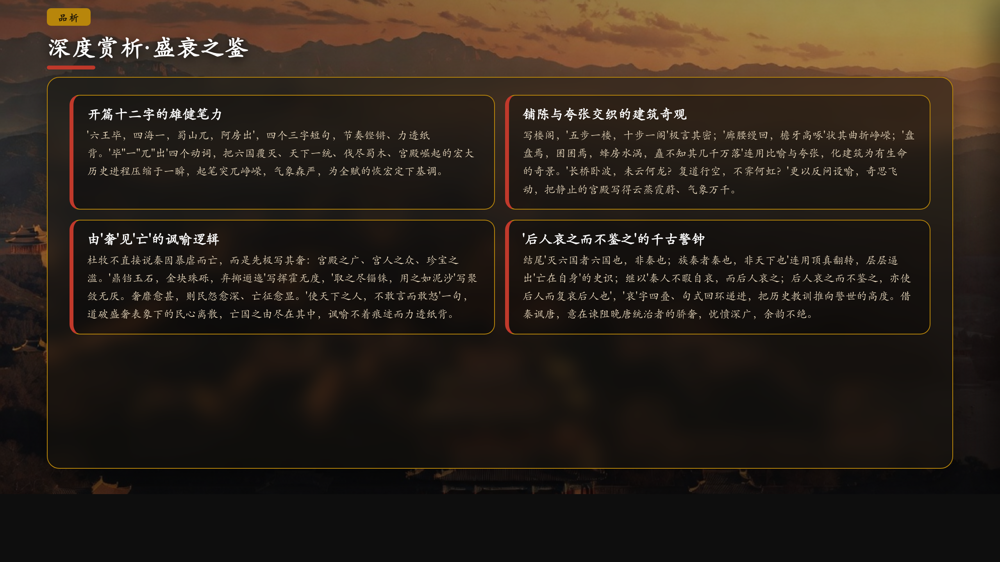 品析
深度赏析·盛衰之鉴
开篇十二字的雄健笔力
'六王毕，四海一，蜀山兀，阿房出'，四个三字短句，节奏铿锵、力透纸
背。'毕''一''兀''出'四个动词，把六国覆灭、天下一统、伐尽蜀木、宫殿崛起的宏大
历史进程压缩于一瞬，起笔突兀峥嵘，气象森严，为全赋的恢宏定下基调。
铺陈与夸张交织的建筑奇观
写楼阁，'五步一楼，十步一阁'极言其密；'廊腰缦回，檐牙高啄'状其曲折峥嵘；'盘
盘焉，囷囷焉，蜂房水涡，矗不知其几千万落'连用比喻与夸张，化建筑为有生命
的奇景。'长桥卧波，未云何龙？复道行空，不霁何虹？'更以反问设喻，奇思飞
动，把静止的宫殿写得云蒸霞蔚、气象万千。
由'奢'见'亡'的讽喻逻辑
杜牧不直接说秦因暴虐而亡，而是先极写其奢：宫殿之广、宫人之众、珍宝之
滥。'鼎铛玉石，金块珠砾，弃掷逦迤'写挥霍无度，'取之尽锱铢，用之如泥沙'写聚
敛无厌。奢靡愈甚，则民怨愈深、亡征愈显。'使天下之人，不敢言而敢怒'一句，
道破盛奢表象下的民心离散，亡国之由尽在其中，讽喻不着痕迹而力透纸背。
'后人哀之而不鉴之'的千古警钟
结尾'灭六国者六国也，非秦也；族秦者秦也，非天下也'连用顶真翻转，层层逼
出'亡在自身'的史识；继以'秦人不暇自哀，而后人哀之；后人哀之而不鉴之，亦使
后人而复哀后人也'，'哀'字四叠、句式回环递进，把历史教训推向警世的高度。借
秦讽唐，意在谏阻晚唐统治者的骄奢，忧愤深广，余韵不绝。